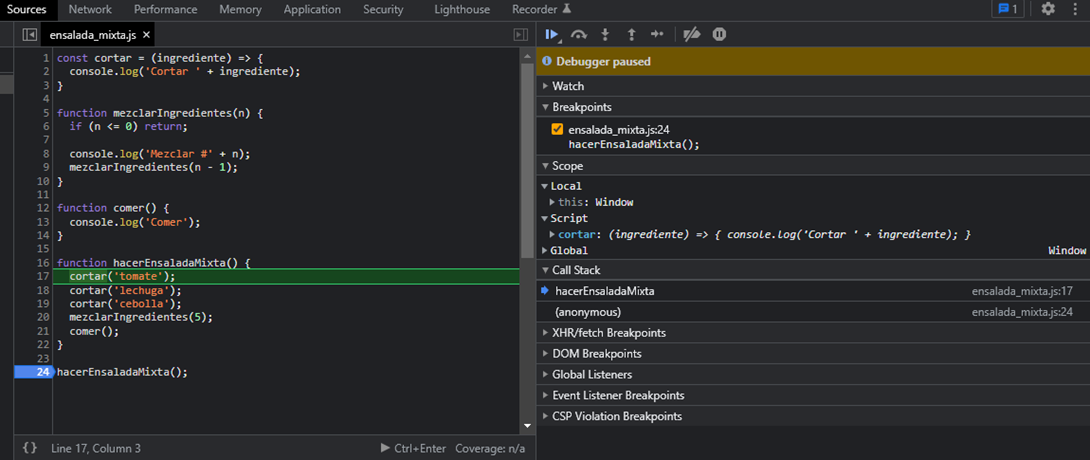 Sources Network Performance Memory Application Security Lighthouse Recorder 1
ensalada_mixta.js ×
1 const cortar = (ingrediente) => {
2 console.log('Cortar ' + ingrediente);
3 }
4
5 function mezclarIngredientes(n) {
6 if (n <= 0) return;
7
8 console.log('Mezclar #' + n);
9 mezclarIngredientes(n - 1);
10 }
11
12 function comer() {
13 console.log('Comer');
14 }
15
16 function hacerEnsaladaMixta() {
17 cortar('tomate');
18 cortar('lechuga');
19 cortar('cebolla');
20 mezclarIngredientes(5);
21 comer();
22 }
23
24 hacerEnsaladaMixta();
{} Line 17, Column 3 Ctrl+Enter Coverage: n/a
Debugger paused
Watch
Breakpoints
ensalada_mixta.js:24
hacerEnsaladaMixta();
Scope
Local
this: Window
Script
cortar: (ingrediente) => { console.log('Cortar ' + ingrediente); }
Global Window
Call Stack
hacerEnsaladaMixta ensalada_mixta.js:17
(anonymous) ensalada_mixta.js:24
XHR/fetch Breakpoints
DOM Breakpoints
Global Listeners
Event Listener Breakpoints
CSP Violation Breakpoints